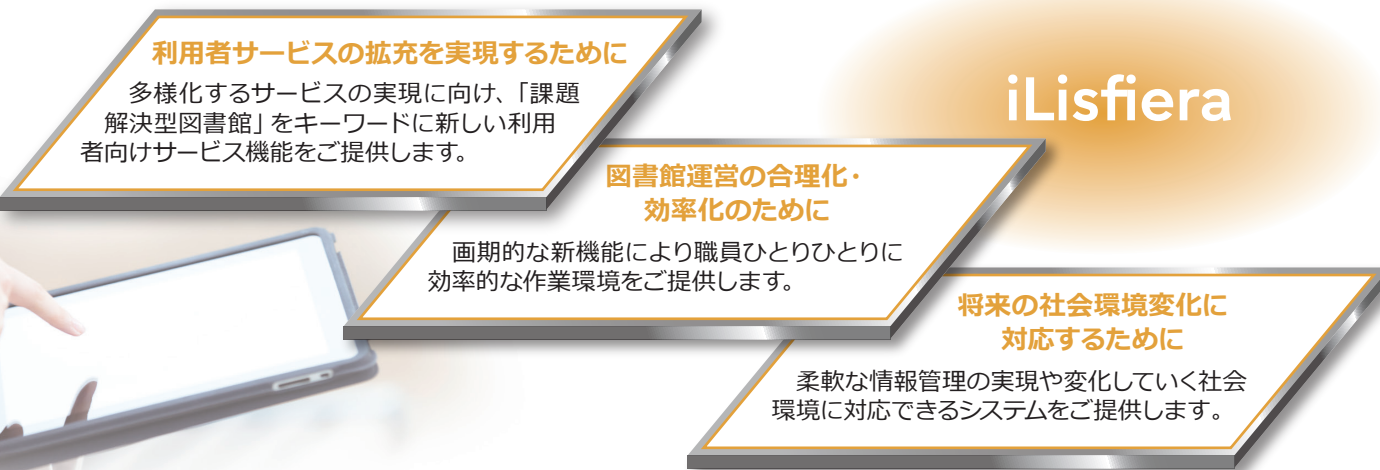 利用者サービスの拡充を実現するために
多様化するサービスの実現に向け、「課題
解決型図書館」をキーワードに新しい利用
者向けサービス機能をご提供します。
iLisfiera
図書館運営の合理化・
効率化のために
画期的な新機能により職員ひとりひとりに
効率的な作業環境をご提供します。
将来の社会環境変化に
対応するために
柔軟な情報管理の実現や変化していく社会
環境に対応できるシステムをご提供します。